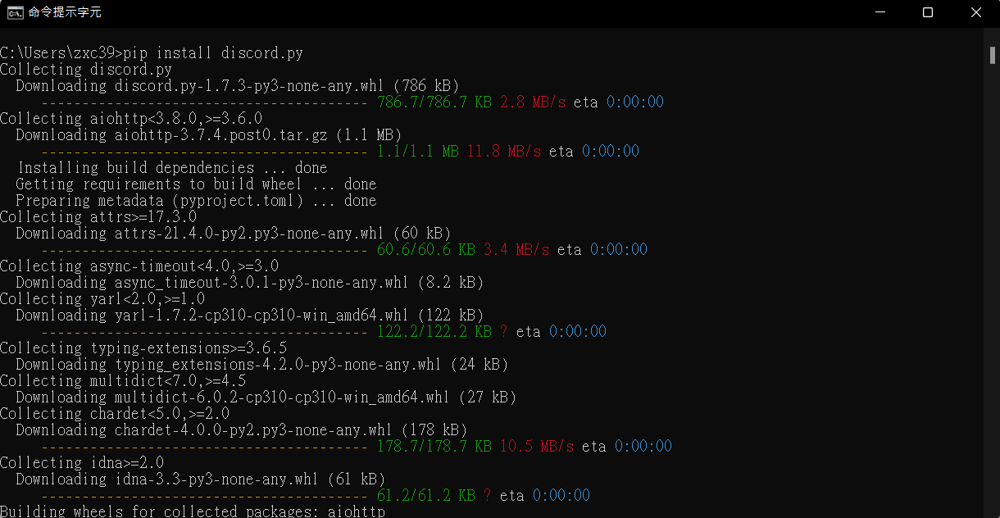 命令提示字元
C:\Users\zxc39>pip install discord.py
Collecting discord.py
Downloading discord.py-1.7.3-py3-none-any.whl (786 kB)
---------------------------------------- 786.7/786.7 KB 2.8 MB/s eta 0:00:00
Collecting aiohttp<3.8.0,>=3.6.0
Downloading aiohttp-3.7.4.post0.tar.gz (1.1 MB)
---------------------------------------- 1.1/1.1 MB 11.8 MB/s eta 0:00:00
Installing build dependencies ... done
Getting requirements to build wheel ... done
Preparing metadata (pyproject.toml) ... done
Collecting attrs>=17.3.0
Downloading attrs-21.4.0-py2.py3-none-any.whl (60 kB)
---------------------------------------- 60.6/60.6 KB 3.4 MB/s eta 0:00:00
Collecting async-timeout<4.0,>=3.0
Downloading async_timeout-3.0.1-py3-none-any.whl (8.2 kB)
Collecting yarl<2.0,>=1.0
Downloading yarl-1.7.2-cp310-cp310-win_amd64.whl (122 kB)
---------------------------------------- 122.2/122.2 KB ? eta 0:00:00
Collecting typing-extensions>=3.6.5
Downloading typing_extensions-4.2.0-py3-none-any.whl (24 kB)
Collecting multidict<7.0,>=4.5
Downloading multidict-6.0.2-cp310-cp310-win_amd64.whl (27 kB)
Collecting chardet<5.0,>=2.0
Downloading chardet-4.0.0-py2.py3-none-any.whl (178 kB)
---------------------------------------- 178.7/178.7 KB 10.5 MB/s eta 0:00:00
Collecting idna>=2.0
Downloading idna-3.3-py3-none-any.whl (61 kB)
---------------------------------------- 61.2/61.2 KB ? eta 0:00:00
Building wheels for collected packages: aiohttp